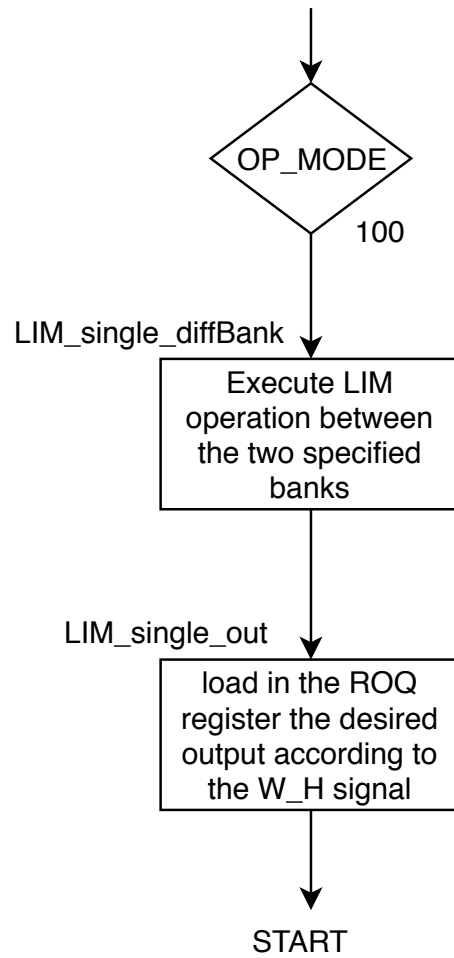 OP_MODE
100
LIM_single_diffBank
Execute LIM
operation between
the two specified
banks
LIM_single_out
load in the ROQ
register the desired
output according to
the W_H signal
START